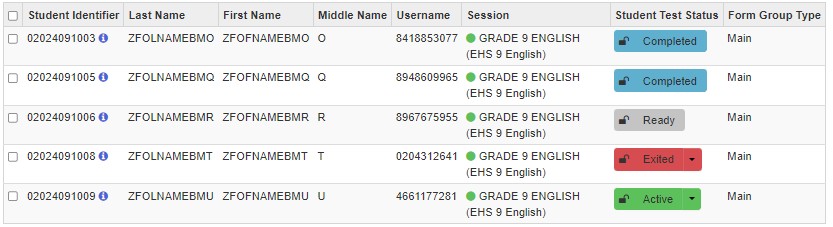 Student Identifier Last Name First Name Middle Name Username Session Student Test Status Form Group Type
02024091003 ZFOLNAMEBMO ZFOFNAMEBMO O 8418853077 GRADE 9 ENGLISH Completed Main
(EHS 9 English)
02024091005 ZFOLNAMEBMQ ZFOFNAMEBMQ Q 8948609965 GRADE 9 ENGLISH Completed Main
(EHS 9 English)
02024091006 ZFOLNAMEBMR ZFOFNAMEBMR R 8967675955 GRADE 9 ENGLISH Ready Main
(EHS 9 English)
02024091008 ZFOLNAMEBMT ZFOFNAMEBMT T 0204312641 GRADE 9 ENGLISH Exited Main
(EHS 9 English)
02024091009 ZFOLNAMEBMU ZFOFNAMEBMU U 4661177281 GRADE 9 ENGLISH Active Main
(EHS 9 English)